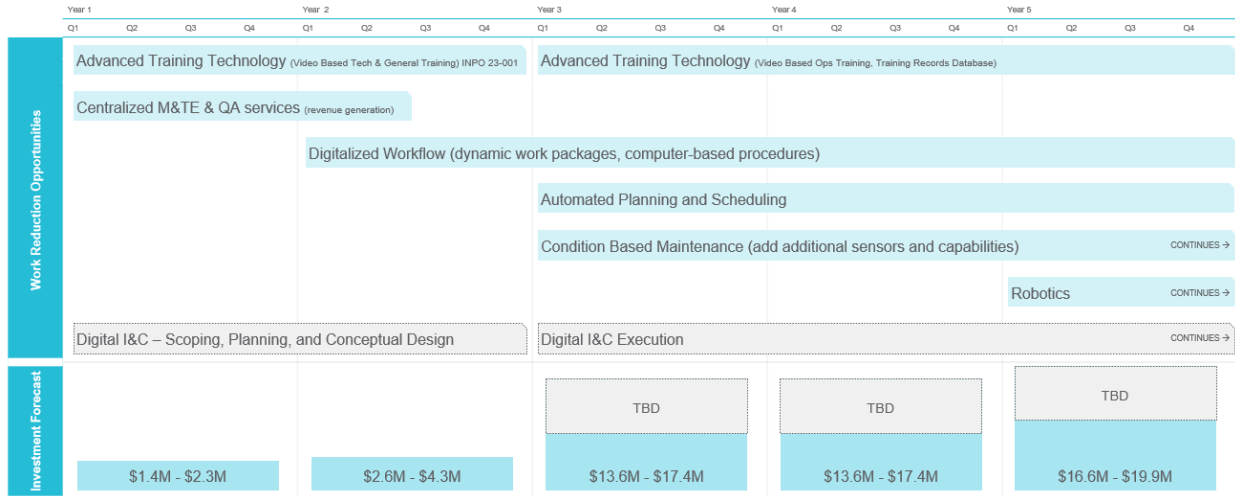 Year 1 Year 2 Year 3 Year 4 Year 5
Q1 Q2 Q3 Q4 Q1 Q2 Q3 Q4 Q1 Q2 Q3 Q4 Q1 Q2 Q3 Q4 Q1 Q2 Q3 Q4
Work Reduction Opportunities
Advanced Training Technology (Video Based Tech & General Training) INPO 23-001
Advanced Training Technology (Video Based Ops Training, Training Records Database)
Centralized M&TE & QA services (revenue generation)
Digitalized Workflow (dynamic work packages, computer-based procedures)
Automated Planning and Scheduling
Condition Based Maintenance (add additional sensors and capabilities) CONTINUES →
Robotics CONTINUES →
Digital I&C – Scoping, Planning, and Conceptual Design
Digital I&C Execution CONTINUES →
Investment Forecast
TBD TBD TBD
$1.4M - $2.3M $2.6M - $4.3M $13.6M - $17.4M $13.6M - $17.4M $16.6M - $19.9M